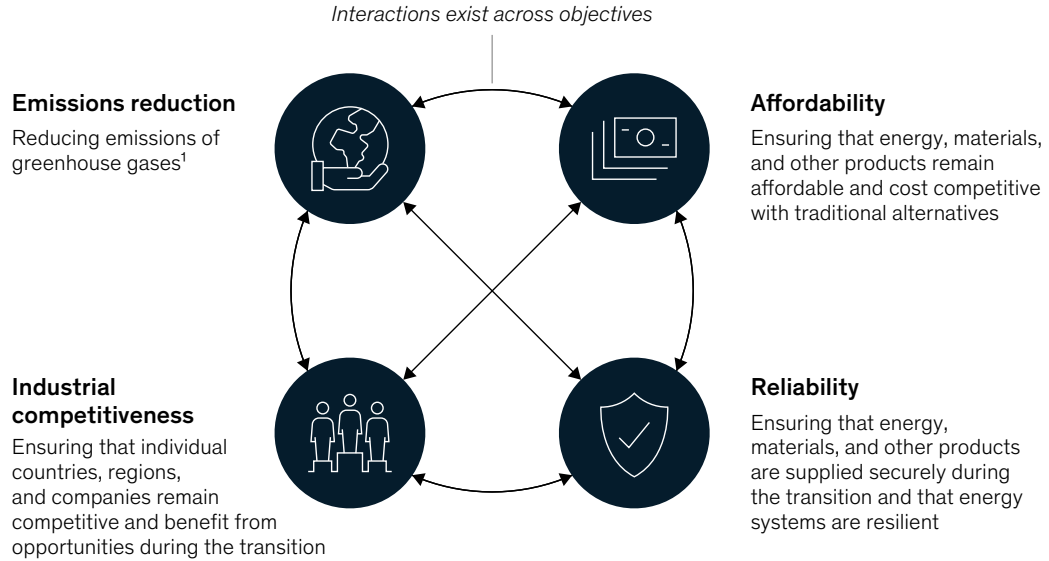 Interactions exist across objectives
Emissions reduction
Reducing emissions of
greenhouse gases¹
Affordability
Ensuring that energy, materials,
and other products remain
affordable and cost competitive
with traditional alternatives
Industrial
competitiveness
Ensuring that individual
countries, regions,
and companies remain
competitive and benefit from
opportunities during the transition
Reliability
Ensuring that energy,
materials, and other products
are supplied securely during
the transition and that energy
systems are resilient